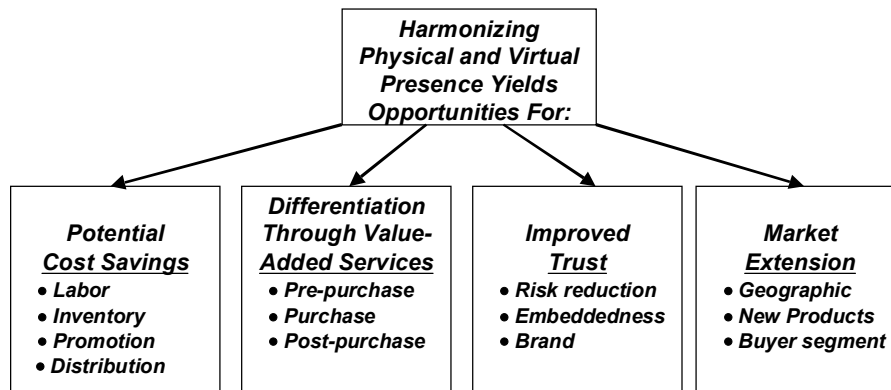 Harmonizing
Physical and Virtual
Presence Yields
Opportunities For:
Potential
Cost Savings
• Labor
• Inventory
• Promotion
• Distribution
Differentiation
Through Value-
Added Services
• Pre-purchase
• Purchase
• Post-purchase
Improved
Trust
• Risk reduction
• Embeddedness
• Brand
Market
Extension
• Geographic
• New Products
• Buyer segment